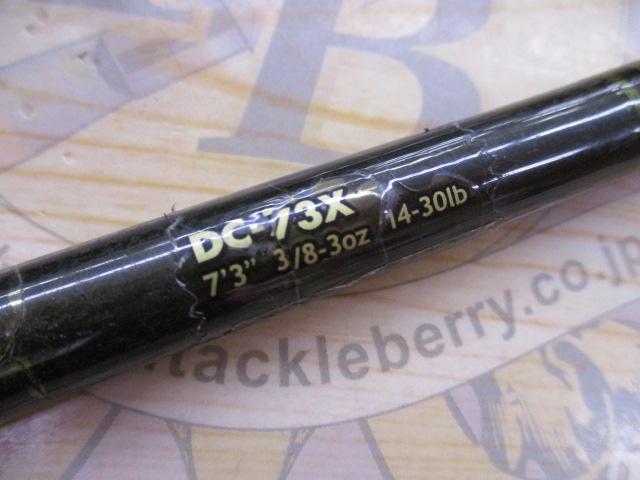 B
DC-73X
7'3" 3/8-3oz 14-30lb
tackleberry.co.jp